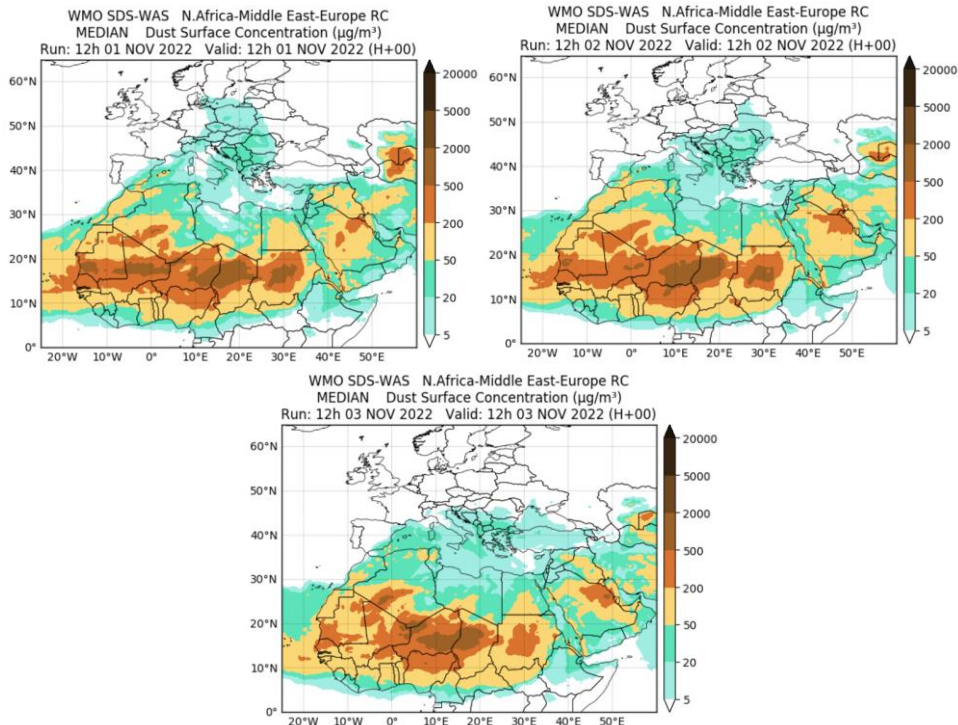 WMO SDS-WAS N.Africa-Middle East-Europe RC
MEDIAN Dust Surface Concentration (µg/m³)
Run: 12h 01 NOV 2022 Valid: 12h 01 NOV 2022 (H+00)
60°N
50°N
40°N
30°N
20°N
10°N
0°
20°W
10°W
0°
10°E
20°E
30°E
40°E
50°E
20000
5000
2000
500
200
50
20
5
WMO SDS-WAS N.Africa-Middle East-Europe RC
MEDIAN Dust Surface Concentration (µg/m³)
Run: 12h 02 NOV 2022 Valid: 12h 02 NOV 2022 (H+00)
60°N
50°N
40°N
30°N
20°N
10°N
0°
20°W
10°W
0°
10°E
20°E
30°E
40°E
50°E
20000
5000
2000
500
200
50
20
5
WMO SDS-WAS N.Africa-Middle East-Europe RC
MEDIAN Dust Surface Concentration (µg/m³)
Run: 12h 03 NOV 2022 Valid: 12h 03 NOV 2022 (H+00)
60°N
50°N
40°N
30°N
20°N
10°N
0°
20°W
10°W
0°
10°E
20°E
30°E
40°E
50°E
20000
5000
2000
500
200
50
20
5